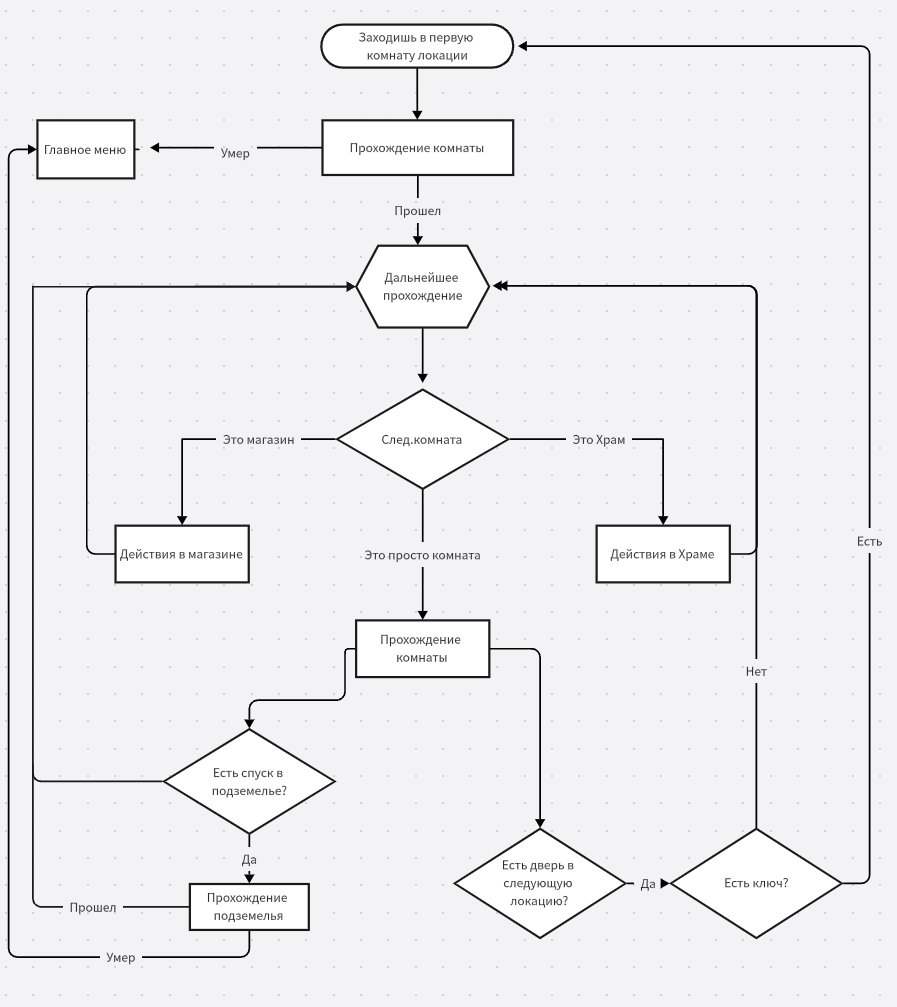 Заходишь в первую
комнату локации
Главное меню
Умер
Прохождение комнаты
Прошел
Дальнейшее
прохождение
Это магазин
След.комната
Это Храм
Действия в магазине
Это просто комната
Действия в Храме
Есть
Прохождение
комнаты
Нет
Есть спуск в
подземелье?
Да
Есть дверь в
следующую
локацию?
Да
Есть ключ?
Прошел
Прохождение
подземелья
Умер